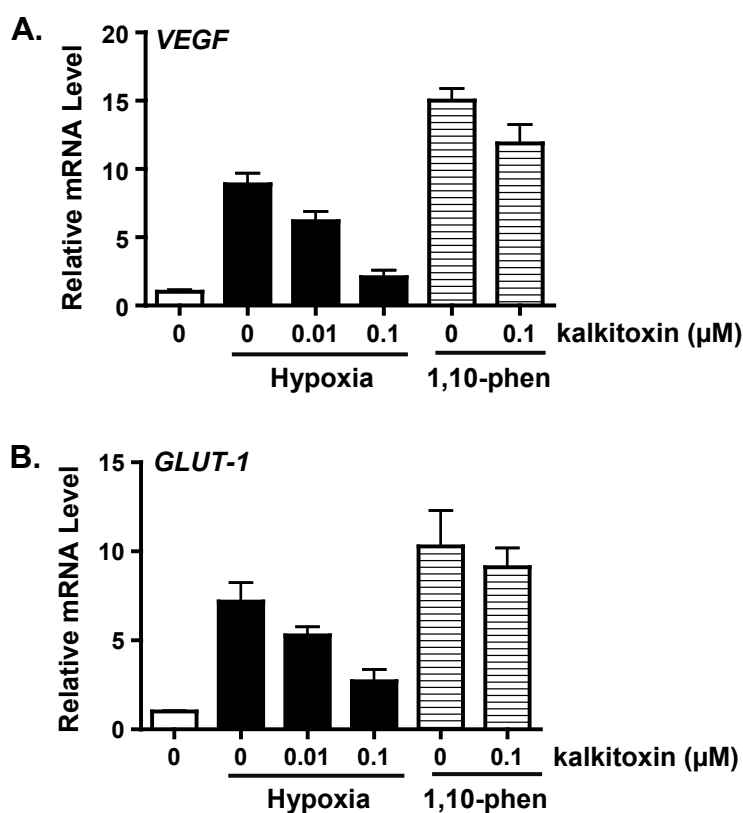 A.
VEGF
Relative mRNA Level
20
15
10
5
0
0 0 0.01 0.1 0 0.1 kalkitoxin (µM)
Hypoxia 1,10-phen
B.
GLUT-1
Relative mRNA Level
15
10
5
0
0 0 0.01 0.1 0 0.1 kalkitoxin (µM)
Hypoxia 1,10-phen